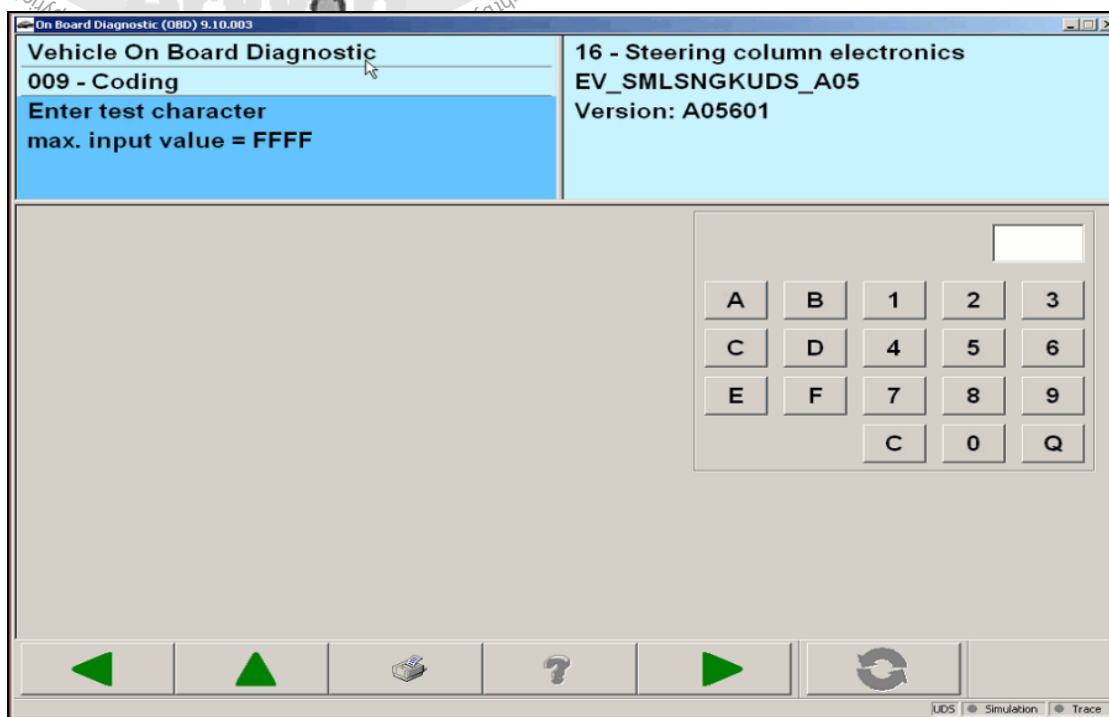 On Board Diagnostic (OBD) 9.10.003
Vehicle On Board Diagnostic
009 - Coding
Enter test character
max. input value = FFFF
16 - Steering column electronics
EV_SMLSNGKUDS_A05
Version: A05601
A B 1 2 3
C D 4 5 6
E F 7 8 9
C 0 Q
?
UDS Simulation Trace